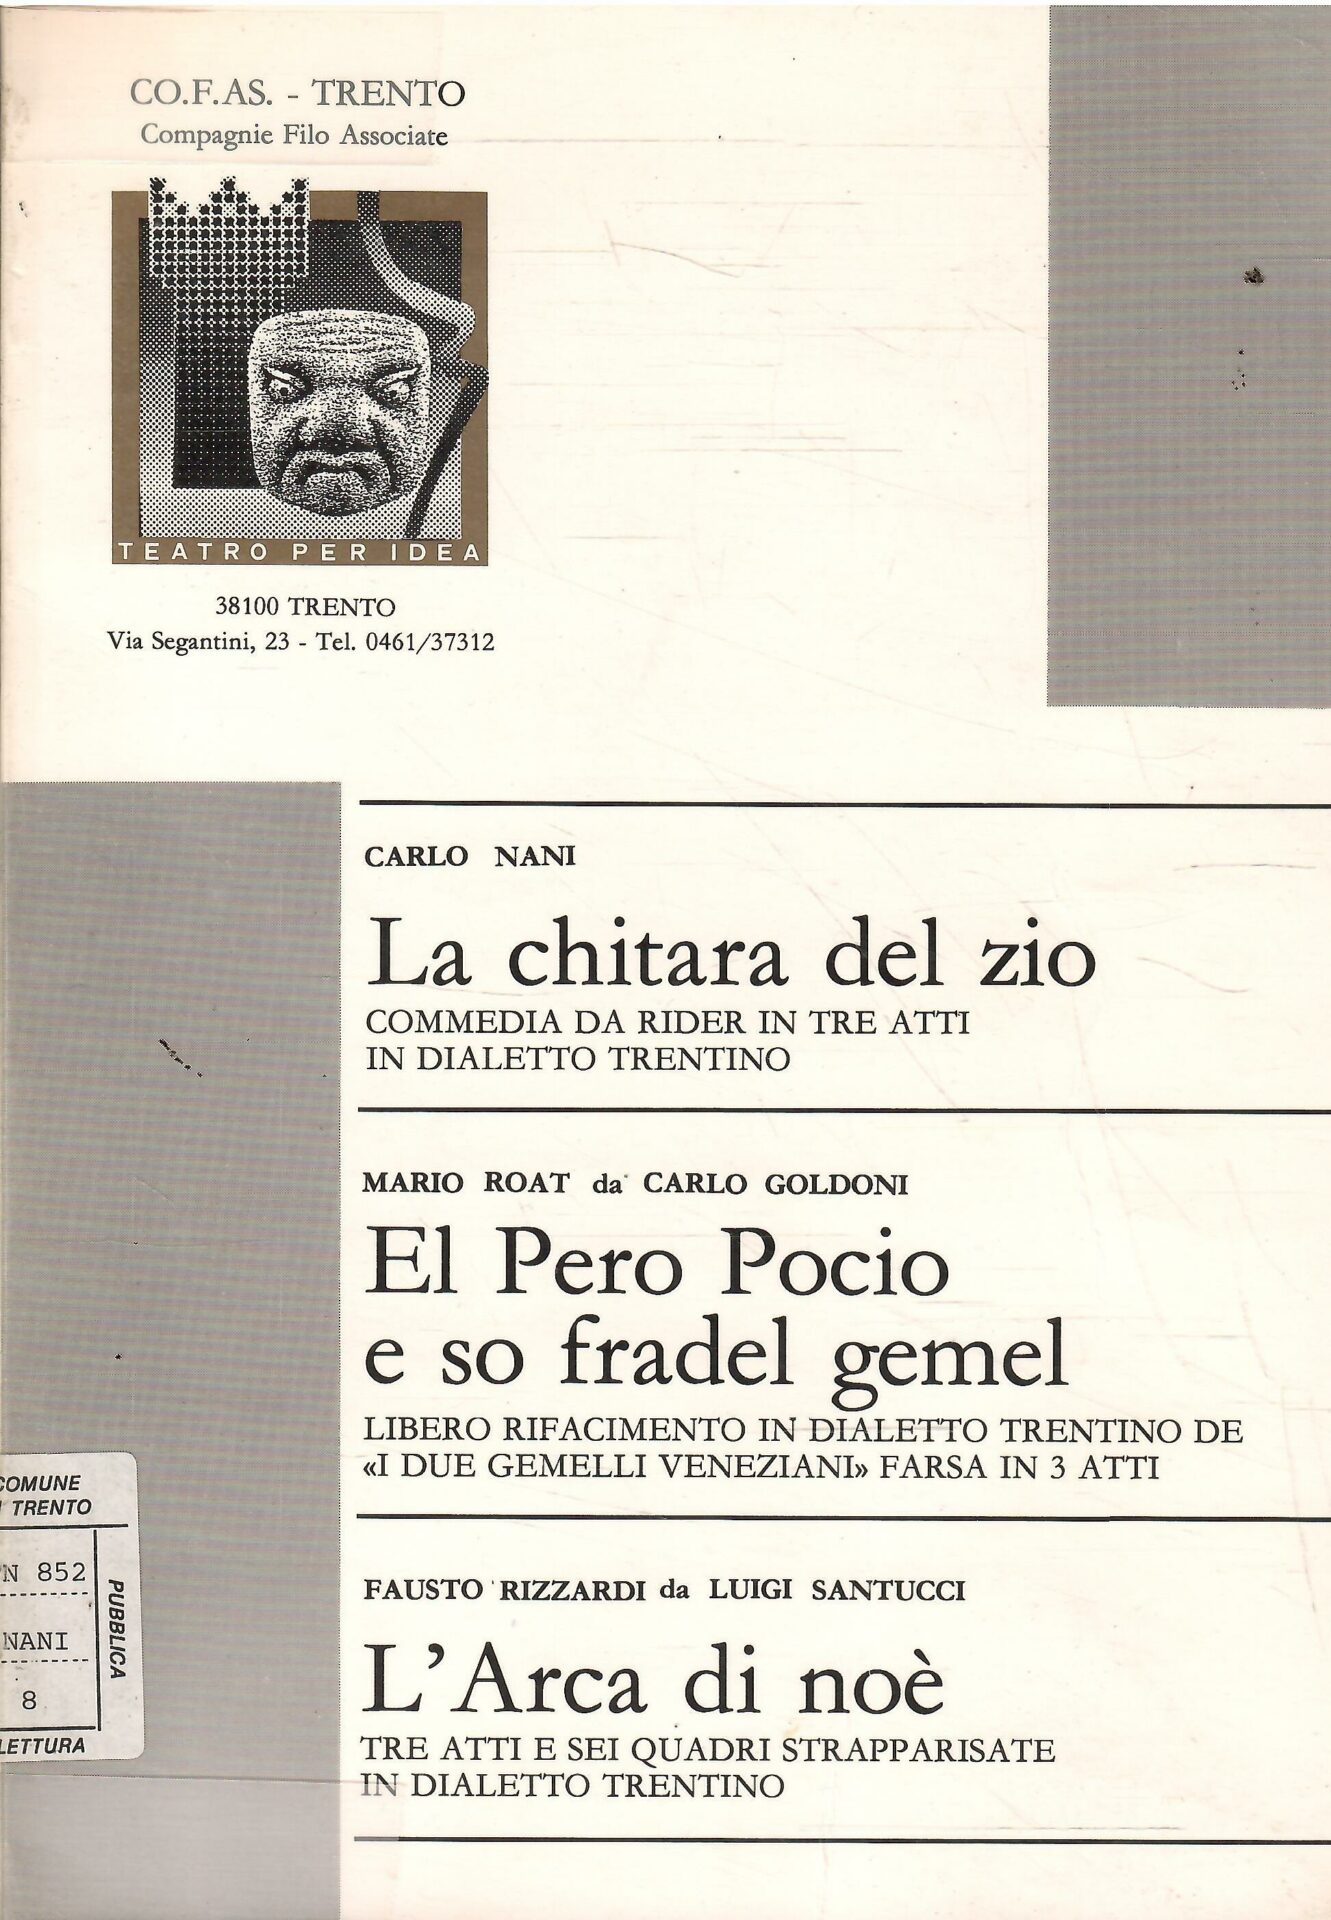 CO.F.AS. - TRENTO
Compagnie Filo Associate
TEATRO PER IDEA
38100 TRENTO
Via Segantini, 23 - Tel. 0461/37312
CARLO NANI
La chitara del zio
COMMEDIA DA RIDER IN TRE ATTI
IN DIALETTO TRENTINO
MARIO ROAT da CARLO GOLDONI
El Pero Pocio
e so fradel gemel
LIBERO RIFACIMENTO IN DIALETTO TRENTINO DE
«I DUE GEMELLI VENEZIANI» FARSA IN 3 ATTI
FAUSTO RIZZARDI da LUIGI SANTUCCI
L'Arca di noè
TRE ATTI E SEI QUADRI STRAPPARISATE
IN DIALETTO TRENTINO
COMUNE
TRENTO
N 852
NANI
8
PUBBLICA
LETTURA